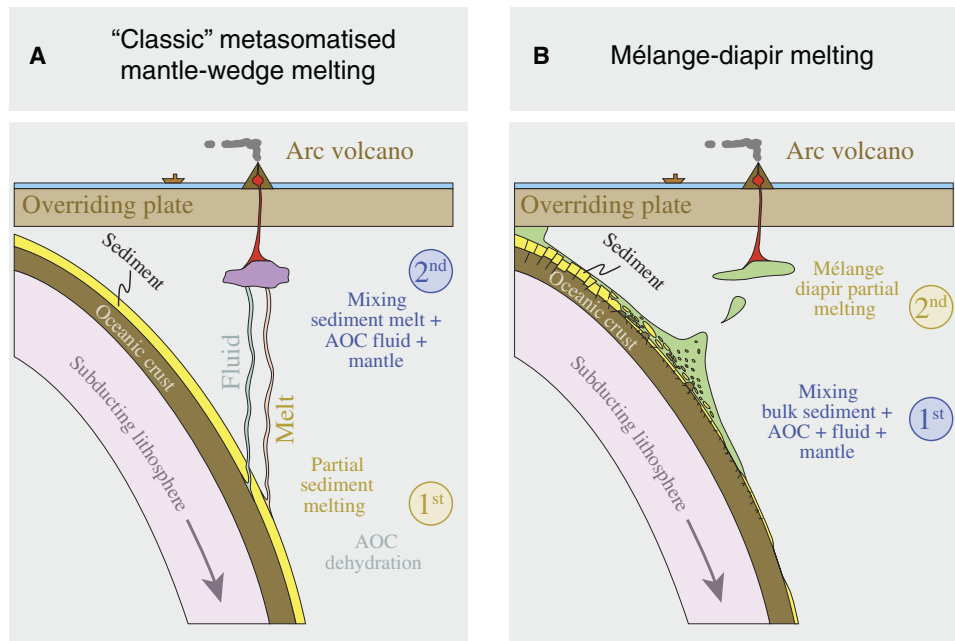 A
“Classic” metasomatised
mantle-wedge melting
Arc volcano
Overriding plate
Sediment
Oceanic crust
Subducting lithosphere
Fluid
Melt
2nd
Mixing
sediment melt +
AOC fluid +
mantle
Partial
sediment
melting
1st
AOC
dehydration
B
Mélange-diapir melting
Arc volcano
Overriding plate
Sediment
Oceanic crust
Subducting lithosphere
Mélange
diapir partial
melting
2nd
Mixing
bulk sediment +
AOC + fluid +
mantle
1st